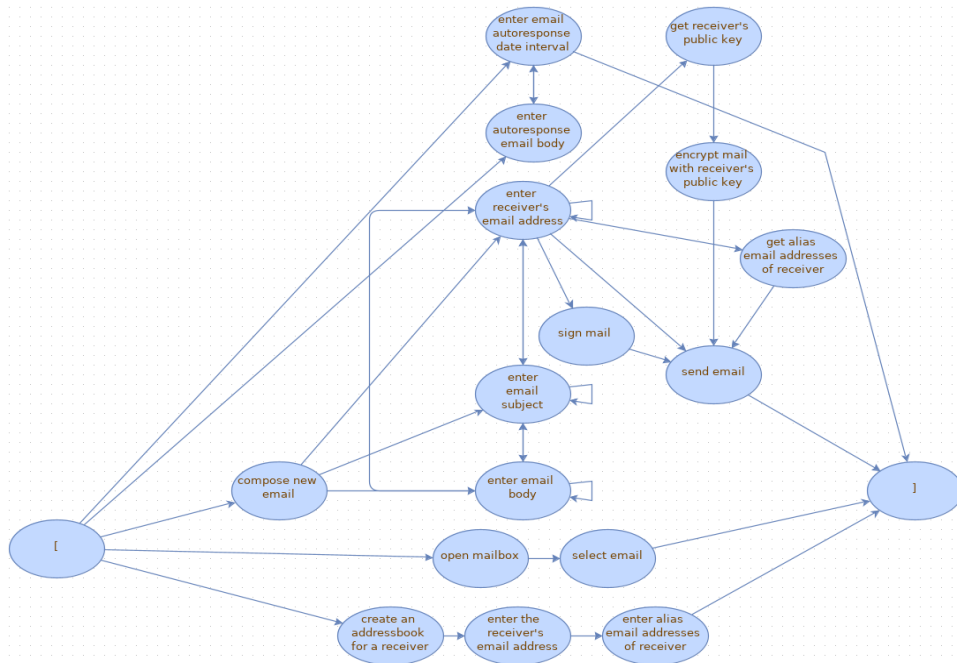 enter email
autoresponse
date interval
get receiver's
public key
enter
autoresponse
email body
encrypt mail
with receiver's
public key
enter
receiver's
email address
get alias
email addresses
of receiver
sign mail
send email
enter
email
subject
compose new
email
enter email
body
]
[
open mailbox
select email
create an
addressbook
for a receiver
enter the
receiver's
email address
enter alias
email addresses
of receiver